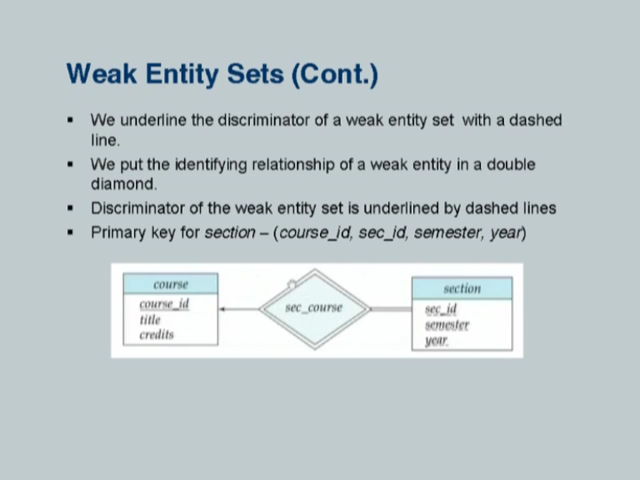 Weak Entity Sets (Cont.)
▪ We underline the discriminator of a weak entity set with a dashed
line.
▪ We put the identifying relationship of a weak entity in a double
diamond.
▪ Discriminator of the weak entity set is underlined by dashed lines
▪ Primary key for section – (course_id, sec_id, semester, year)
course
course_id
title
credits
sec_course
section
sec_id
semester
year